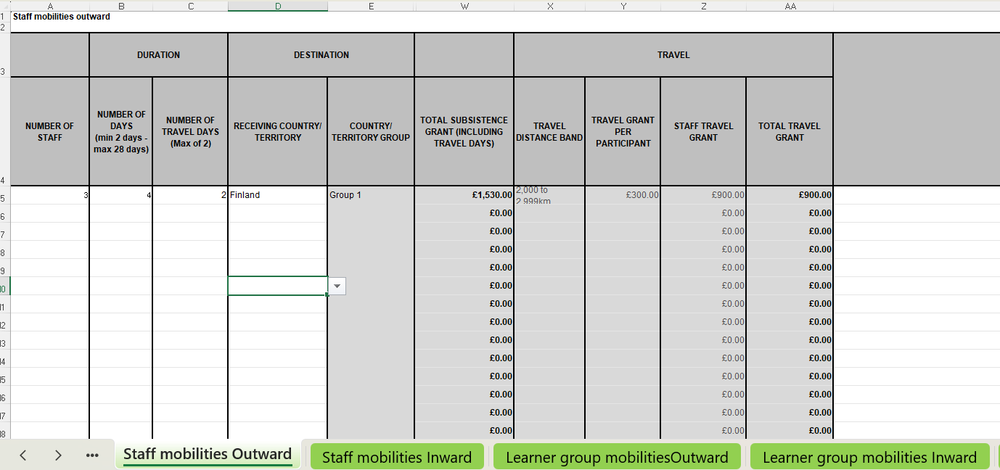 A B C D E W X Y Z AA
1 Staff mobilities outward
2
3 DURATION DESTINATION TRAVEL
4 NUMBER OF STAFF NUMBER OF DAYS (min 2 days - max 28 days) NUMBER OF TRAVEL DAYS (Max of 2) RECEIVING COUNTRY/ TERRITORY COUNTRY/ TERRITORY GROUP TOTAL SUBSISTENCE GRANT (INCLUDING TRAVEL DAYS) TRAVEL DISTANCE BAND TRAVEL GRANT PER PARTICIPANT STAFF TRAVEL GRANT TOTAL TRAVEL GRANT
5 3 4 2 Finland Group 1 £1,530.00 2,000 to 2,999km £300.00 £900.00 £900.00
6 £0.00 £0.00 £0.00
7 £0.00 £0.00 £0.00
8 £0.00 £0.00 £0.00
9 £0.00 £0.00 £0.00
10 £0.00 £0.00 £0.00
11 £0.00 £0.00 £0.00
12 £0.00 £0.00 £0.00
13 £0.00 £0.00 £0.00
14 £0.00 £0.00 £0.00
15 £0.00 £0.00 £0.00
16 £0.00 £0.00 £0.00
17 £0.00 £0.00 £0.00
18 £0.00 £0.00 £0.00
Staff mobilities Outward Staff mobilities Inward Learner group mobilitiesOutward Learner group mobilities Inward